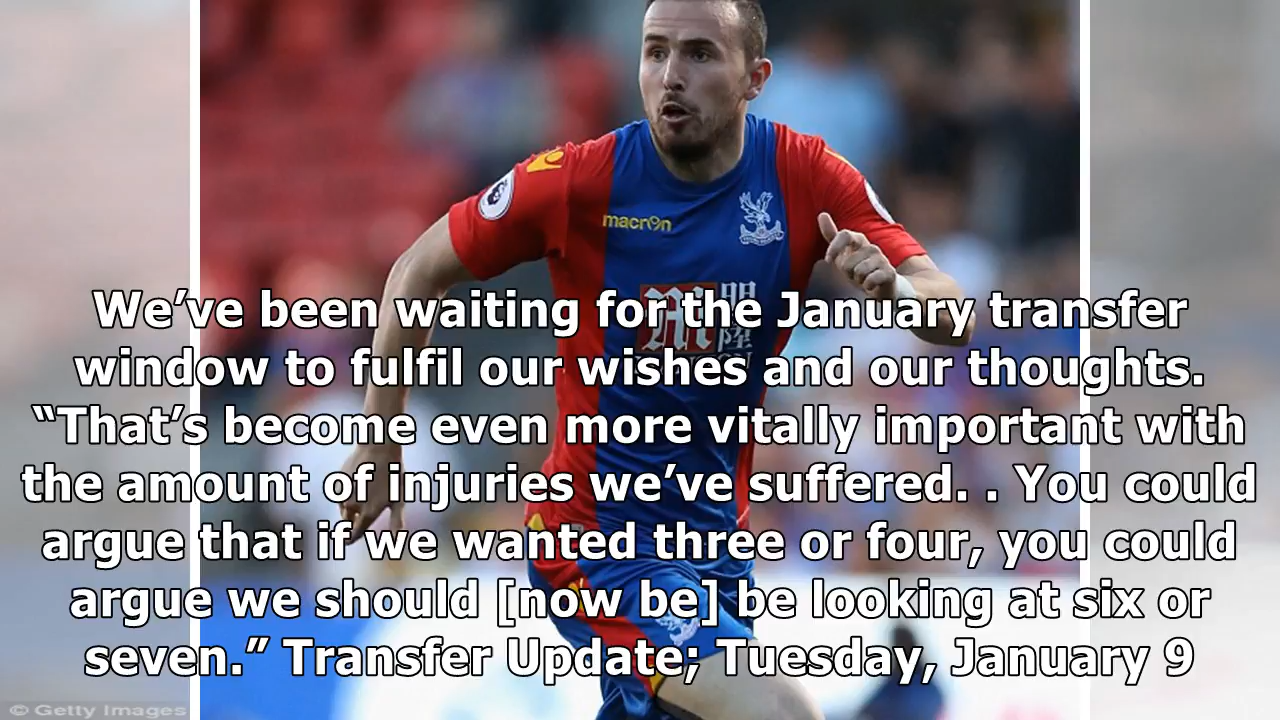 macron
明
We’ve been waiting for the January transfer
window to fulfil our wishes and our thoughts.
“That’s become even more vitally important with
the amount of injuries we’ve suffered. . You could
argue that if we wanted three or four, you could
argue we should [now be] be looking at six or
seven.” Transfer Update; Tuesday, January 9
© Getty Images